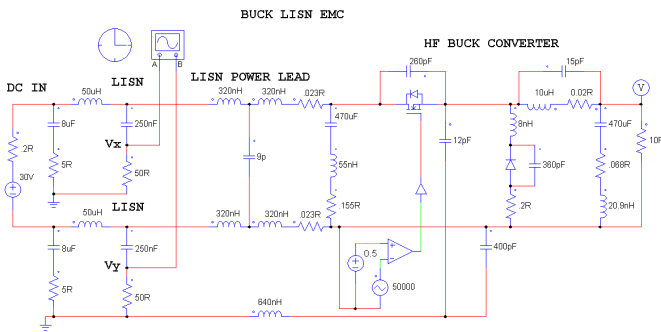 BUCK LISN EMC
HF BUCK CONVERTER
260pF
15pF
A
B
DC IN
LISN
LISN POWER LEAD
V
50uH
320nH
320nH
.023R
10uH
0.02R
8uF
250nF
470uF
8nH
470uF
.2R
Vx
9p
12pF
10R
5R
50R
55nH
360pF
.068R
30V
.155R
.2R
20.9nH
LISN
50uH
320nH
320nH
.023R
8uF
250nF
400pF
Vy
0.5
5R
50R
50000
640nH